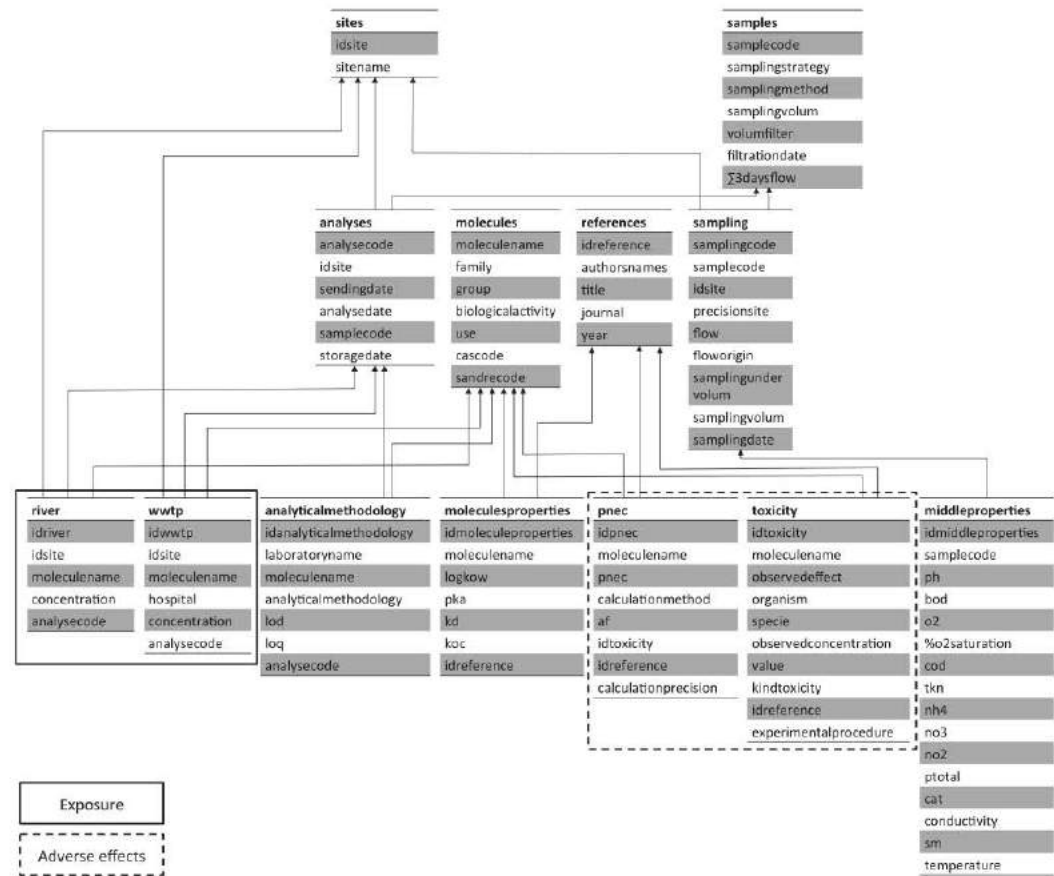 sites
idsite
sitename
samples
samplecode
samplingstrategy
samplingmethod
samplingvolum
volumfilter
filtrationdate
∑3daysflow
analyses
analysecode
idsite
sendingdate
analysedate
samplecode
storagedate
molecules
moleculename
family
group
biologicalactivity
use
cascode
sandrecode
references
idreference
authorsnames
title
journal
year
sampling
samplingcode
samplecode
idsite
precisionsite
flow
floworigin
samplingunder
volum
samplingvolum
samplingdate
river
idriver
idsite
moleculename
concentration
analysecode
wwtp
idwwtp
idsite
moleculename
hospital
concentration
analysecode
analyticalmethodology
idanalyticalmethodology
laboratoryname
moleculename
analyticalmethodology
lod
loq
analysecode
moleculesproperties
idmoleculeproperties
moleculename
logkow
pka
kd
koc
idreference
pnec
idpnec
moleculename
pnec
calculationmethod
af
idtoxicity
idreference
calculationprecision
toxicity
idtoxicity
moleculename
observedeffect
organism
specie
observedconcentration
value
kindtoxicity
idreference
experimentalprocedure
middleproperties
idmiddleproperties
samplecode
ph
bod
o2
%o2saturation
cod
tkn
nh4
no3
no2
ptotal
cat
conductivity
sm
temperature
Exposure
Adverse effects